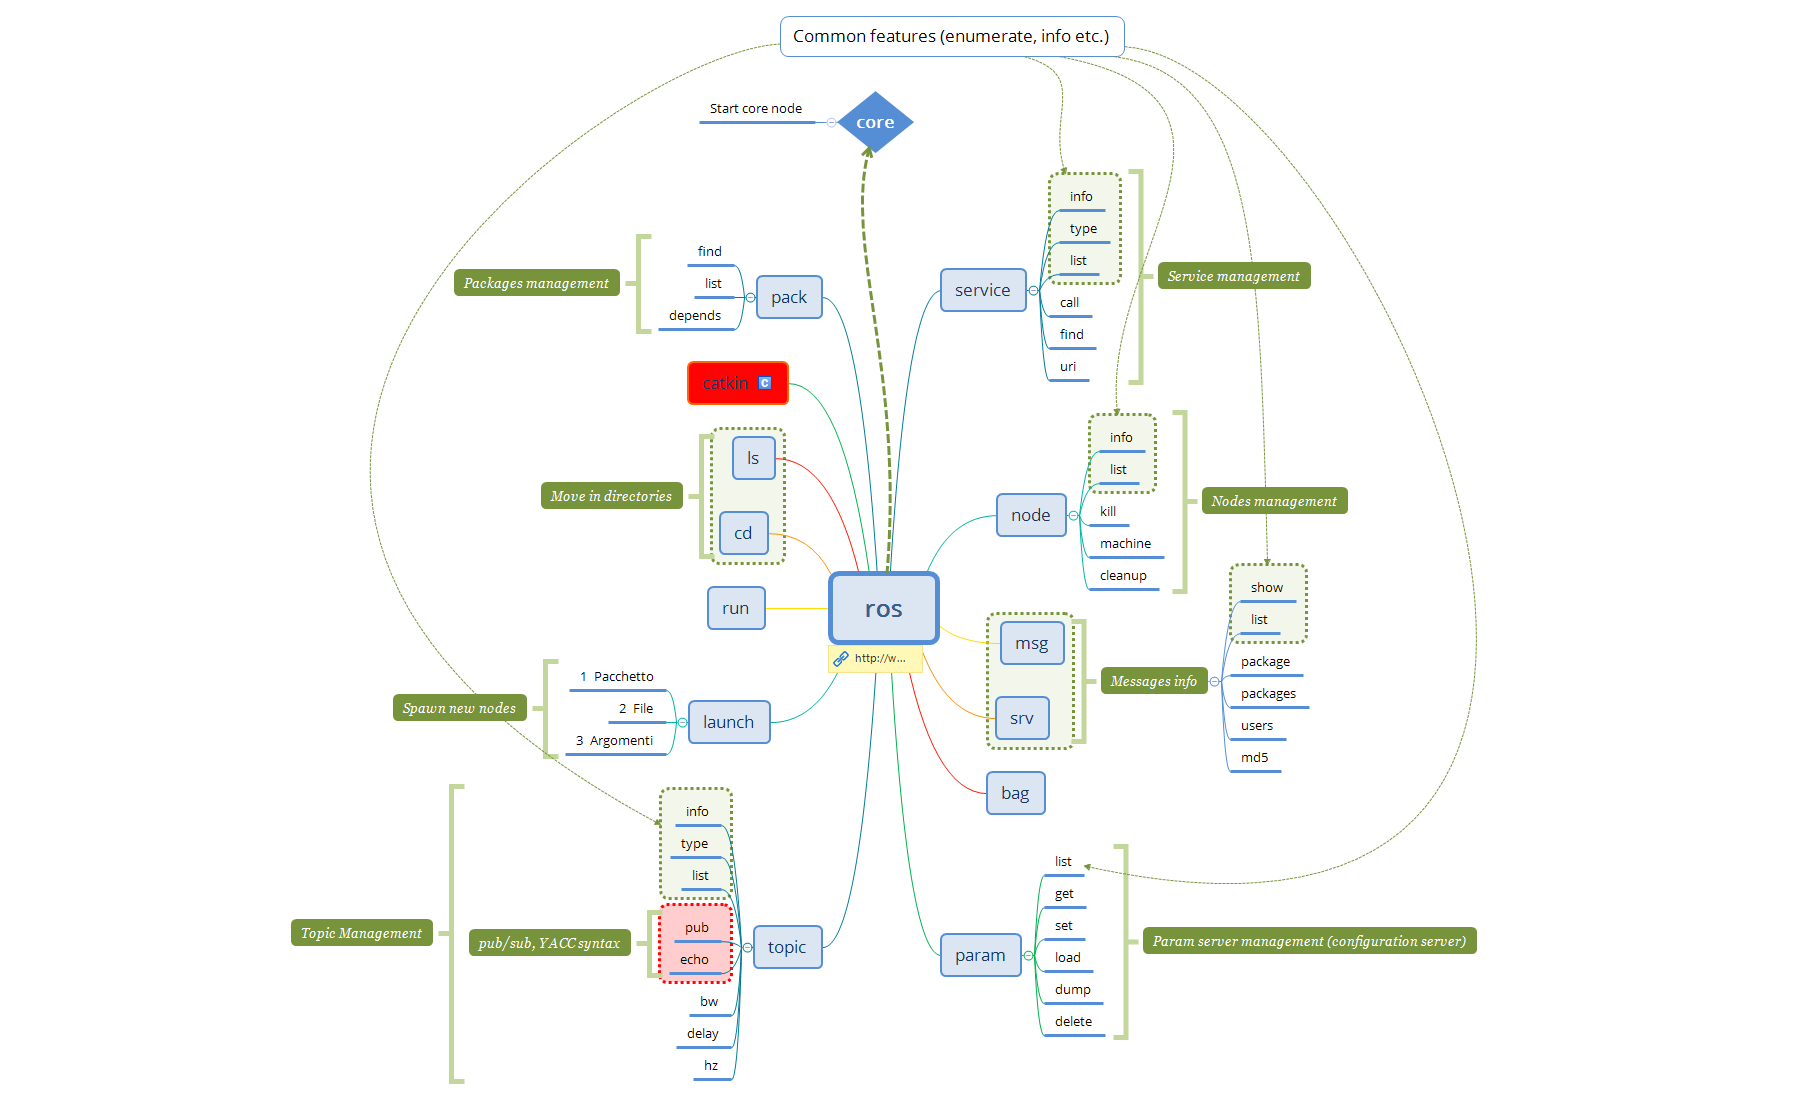 Common features (enumerate, info etc.)
Start core node
core
info
type
list
call
find
uri
service
Service management
find
list
depends
pack
Packages management
catkin
C
ls
cd
Move in directories
info
list
kill
machine
cleanup
node
Nodes management
run
ros
http://w...
msg
srv
Messages info
show
list
package
packages
users
md5
1 Pacchetto
2 File
3 Argomenti
launch
Spawn new nodes
bag
info
type
list
pub
echo
bw
delay
hz
topic
pub/sub, YACC syntax
Topic Management
list
get
set
load
dump
delete
param
Param server management (configuration server)